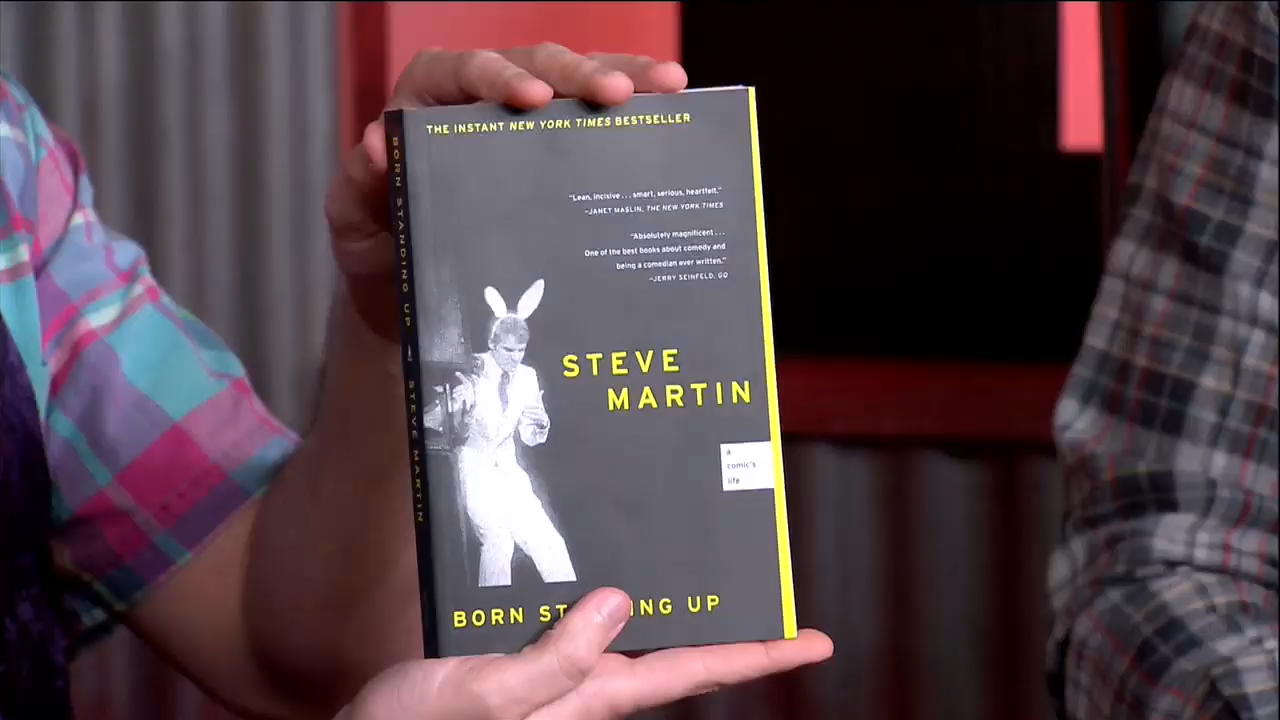 THE INSTANT NEW YORK TIMES BESTSELLER
"Lean, incisive . . . smart, serious, heartfelt."
–JANET MASLIN, THE NEW YORK TIMES
"Absolutely magnificent . . .
One of the best books about comedy and
being a comedian ever written."
–JERRY SEINFELD, GQ
STEVE
MARTIN
a
comic's
life
BORN ST ING UP
BORN STANDING UP STEVE MARTIN